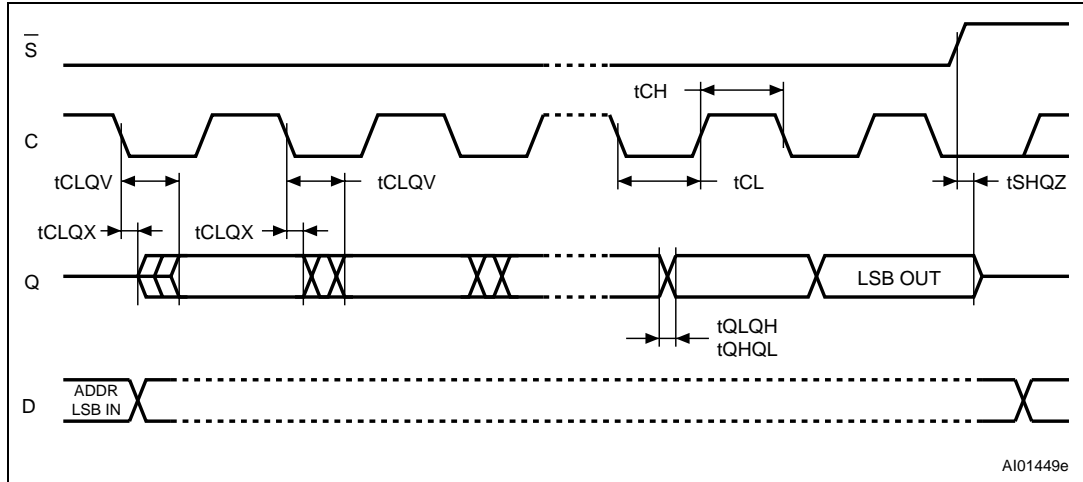 S
tCH
C
tCLQV
tCLQV
tCL
tSHQZ
tCLQX
tCLQX
Q
LSB OUT
tQLQH
tQHQL
D
ADDR
LSB IN
AI01449e